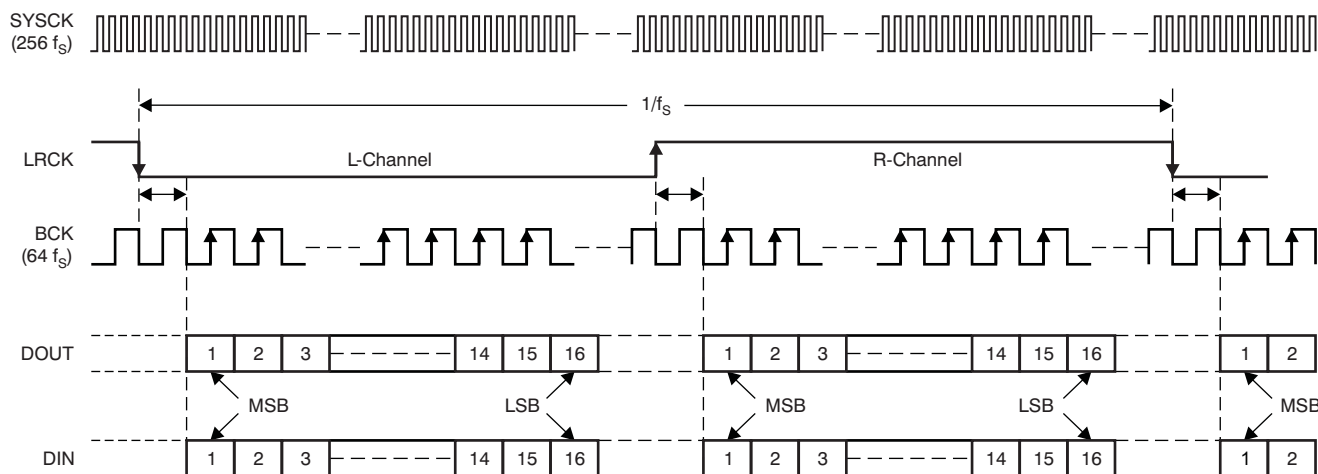 SYSCK
(256 fS)
1/fS
LRCK
L-Channel
R-Channel
BCK
(64 fS)
DOUT
1 2 3 14 15 16 1 2 3 14 15 16 1 2
MSB LSB MSB LSB MSB
DIN
1 2 3 14 15 16 1 2 3 14 15 16 1 2